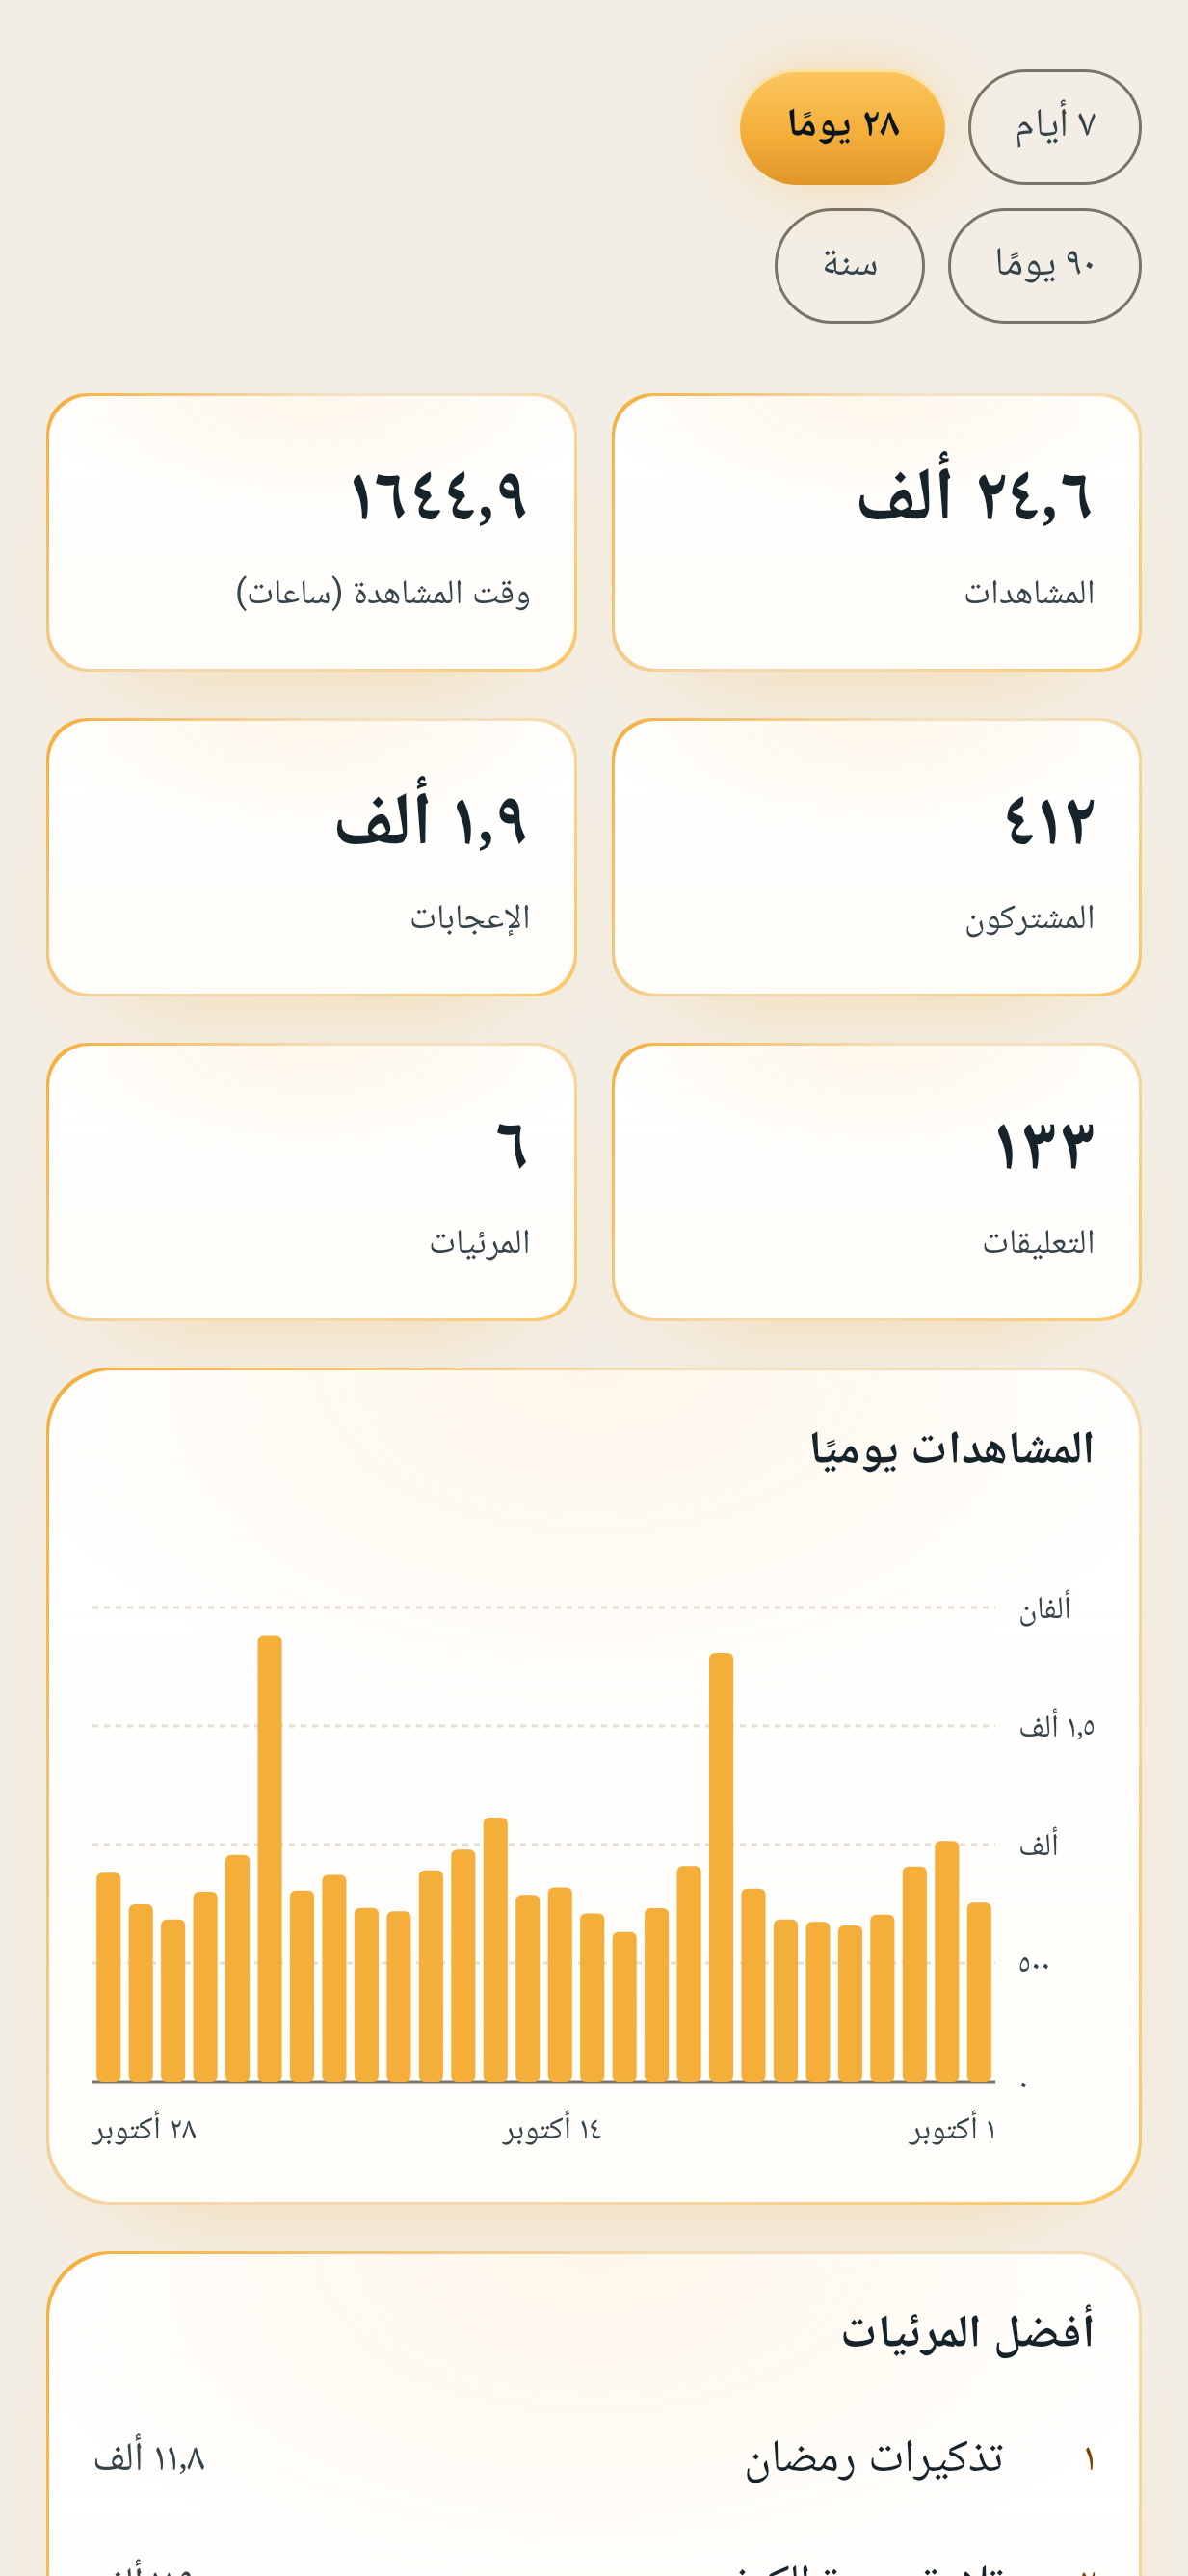 ٧ أيام
٢٨ يومًا
٩٠ يومًا
سنة
٢٤٫٦ ألف
المشاهدات
١٦٤٤٫٩
وقت المشاهدة (ساعات)
٤١٢
المشتركون
١٫٩ ألف
الإعجابات
١٣٣
التعليقات
٦
المرئيات
المشاهدات يوميًا
ألفان
١٫٥ ألف
ألف
٥٠٠
٠
١ أكتوبر
١٤ أكتوبر
٢٨ أكتوبر
أفضل المرئيات
١ تذكيرات رمضان ١١٫٨ ألف